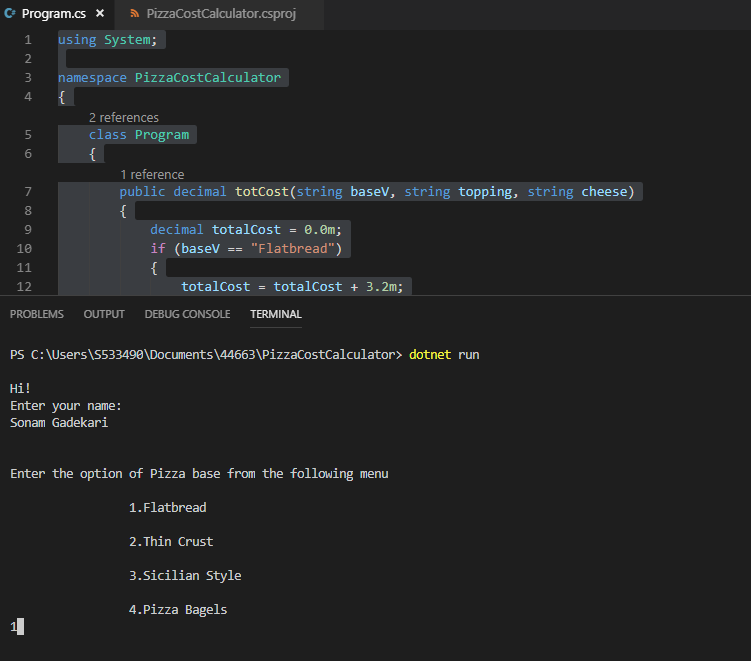 Program.cs PizzaCostCalculator.csproj
1 using System;
2
3 namespace PizzaCostCalculator
4 {
2 references
5 class Program
6 {
1 reference
7 public decimal totCost(string baseV, string topping, string cheese)
8 {
9 decimal totalCost = 0.0m;
10 if (baseV == "Flatbread")
11 {
12 totalCost = totalCost + 3.2m;
PROBLEMS OUTPUT DEBUG CONSOLE TERMINAL
PS C:\Users\S533490\Documents\44663\PizzaCostCalculator> dotnet run
Hi!
Enter your name:
Sonam Gadekari
Enter the option of Pizza base from the following menu
1.Flatbread
2.Thin Crust
3.Sicilian Style
4.Pizza Bagels
1